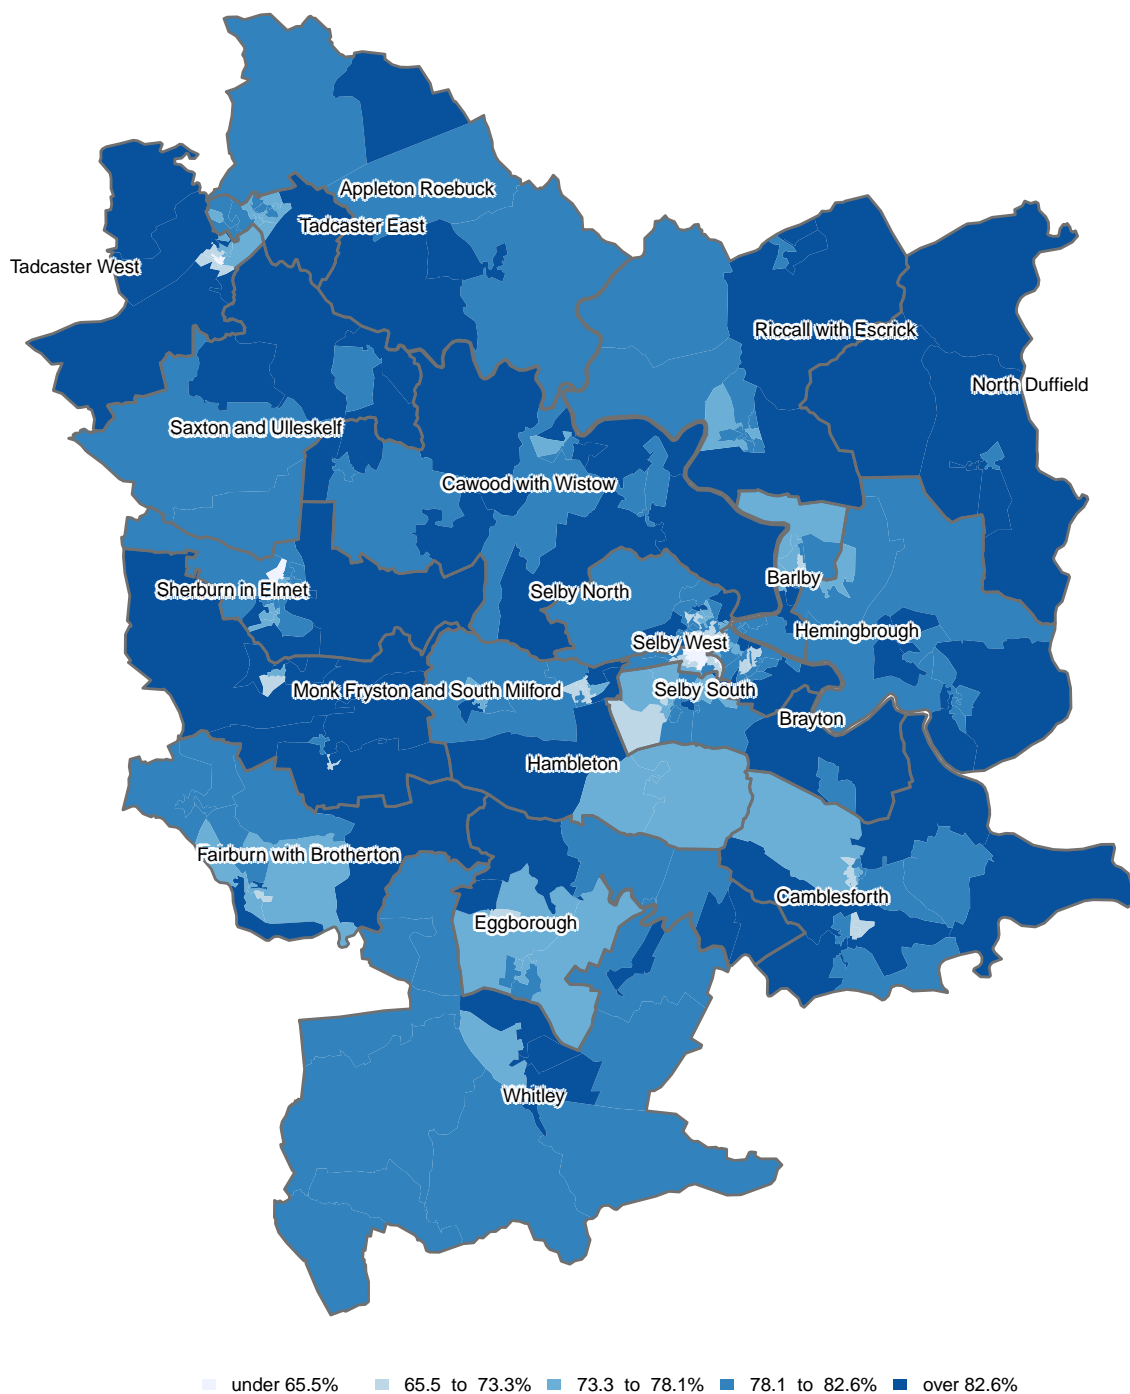 Appleton Roebuck
Tadcaster East
Tadcaster West
Riccall with Escrick
North Duffield
Saxton and Ulleskelf
Cawood with Wistow
Barlby
Sherburn in Elmet
Selby North
Hemingbrough
Selby West
Monk Fryston and South Milford
Selby South
Brayton
Hambleton
Fairburn with Brotherton
Camblesforth
Eggborough
Whitley
under 65.5% 65.5 to 73.3% 73.3 to 78.1% 78.1 to 82.6% over 82.6%